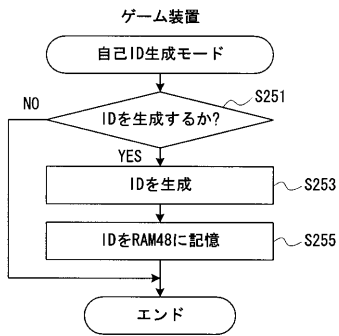 ゲーム装置
自己ID生成モード
S251
NO
IDを生成するか?
YES
IDを生成
S253
IDをRAM48に記憶
S255
エンド